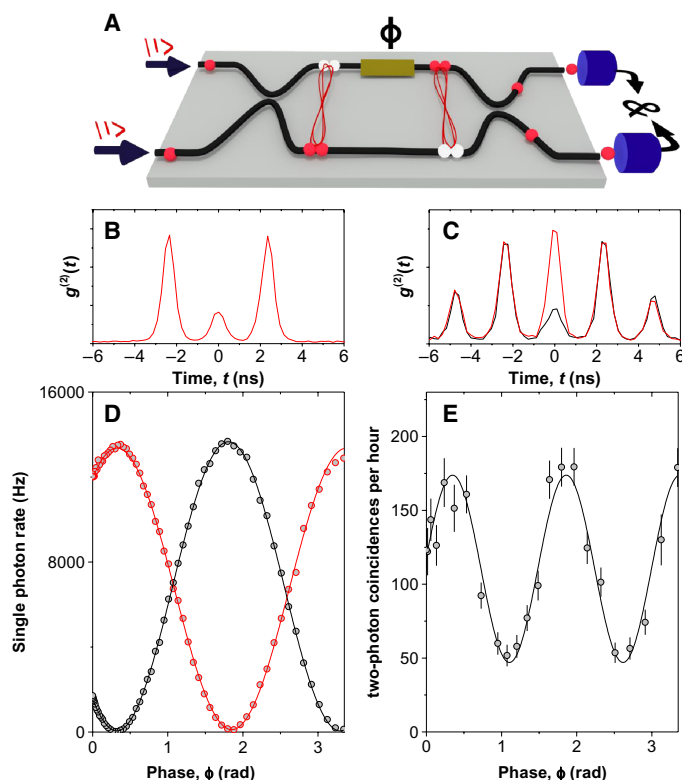 A
ϕ
|1>
|1>
&
B
g(2)(t)
−6 −4 −2 0 2 4 6
Time, t (ns)
C
g(2)(t)
−6 −4 −2 0 2 4 6
Time, t (ns)
D
Single photon rate (Hz)
16000
8000
0
0 1 2 3
Phase, ϕ (rad)
E
two-photon coincidences per hour
225
200
150
100
50
0
0 1 2 3
Phase, ϕ (rad)